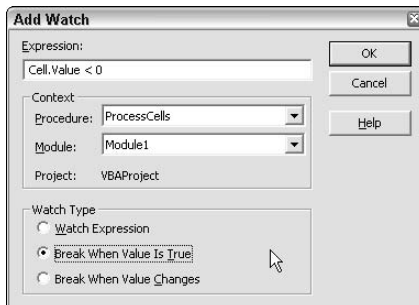 Add Watch
Expression:
Cell.Value < 0
OK
Cancel
Help
Context
Procedure: ProcessCells
Module: Module1
Project: VBAProject
Watch Type
Watch Expression
Break When Value Is True
Break When Value Changes